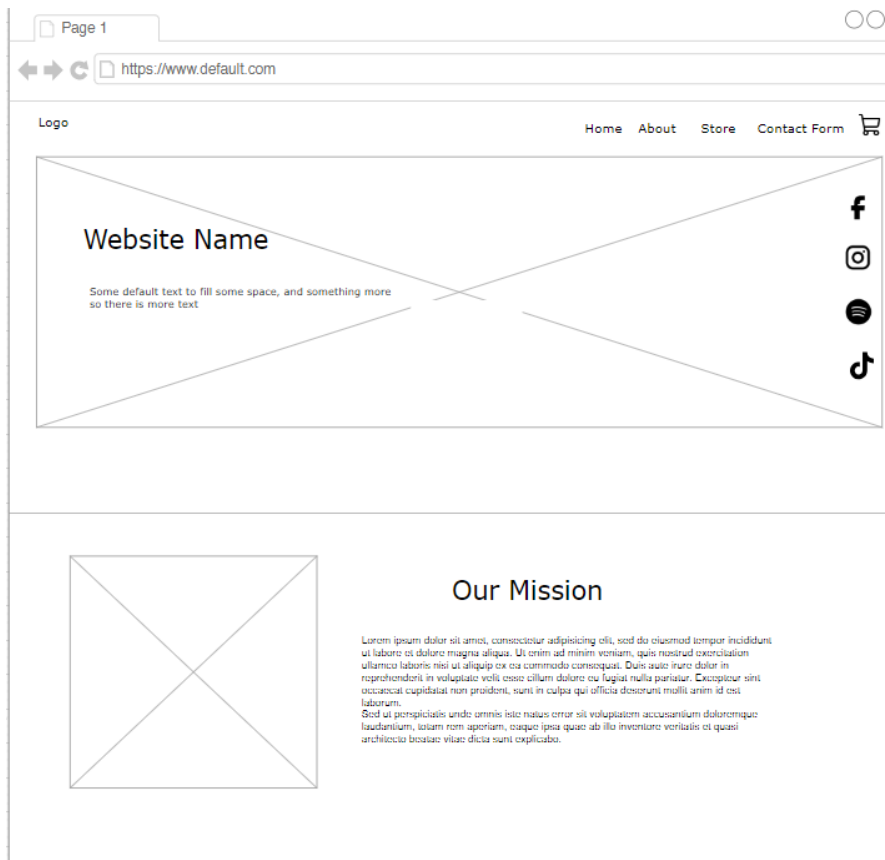 Page 1
https://www.default.com
Logo
Home About Store Contact Form
Website Name
Some default text to fill some space, and something more
so there is more text
Our Mission
Lorem ipsum dolor sit amet, consectetur adipisicing elit, sed do eiusmod tempor incididunt
ut labore et dolore magna aliqua. Ut enim ad minim veniam, quis nostrud exercitation
ullamco laboris nisi ut aliquip ex ea commodo consequat. Duis aute irure dolor in
reprehenderit in voluptate velit esse cillum dolore eu fugiat nulla pariatur. Excepteur sint
occaecat cupidatat non proident, sunt in culpa qui officia deserunt mollit anim id est
laborum.
Sed ut perspiciatis unde omnis iste natus error sit voluptatem accusantium doloremque
laudantium, totam rem aperiam, eaque ipsa quae ab illo inventore veritatis et quasi
architecto beatae vitae dicta sunt explicabo.